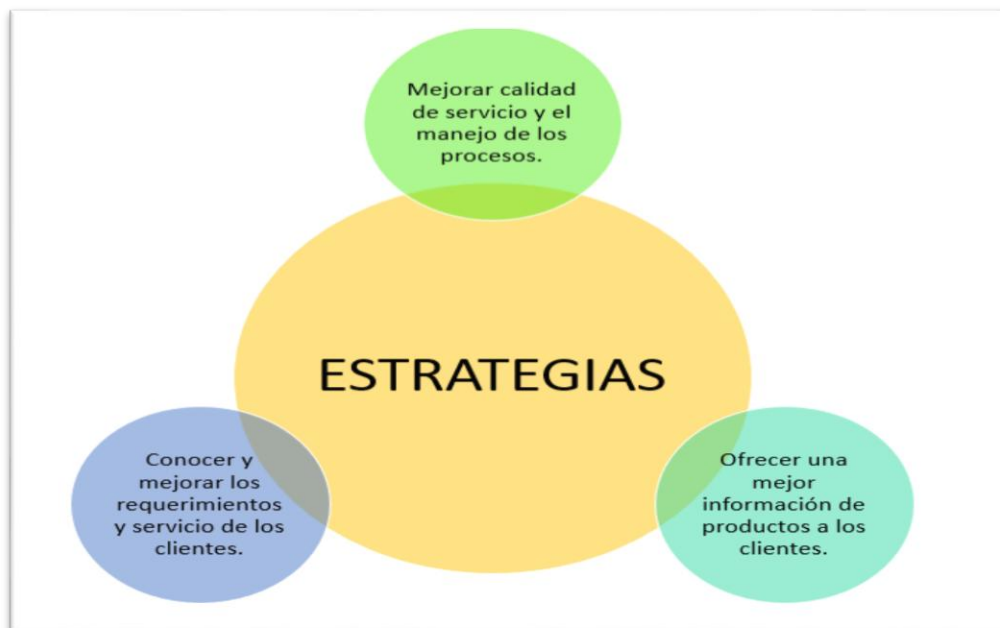 Mejorar calidad
de servicio y el
manejo de los
procesos.
ESTRATEGIAS
Conocer y
mejorar los
requerimientos
y servicio de los
clientes.
Ofrecer una
mejor
información de
productos a los
clientes.